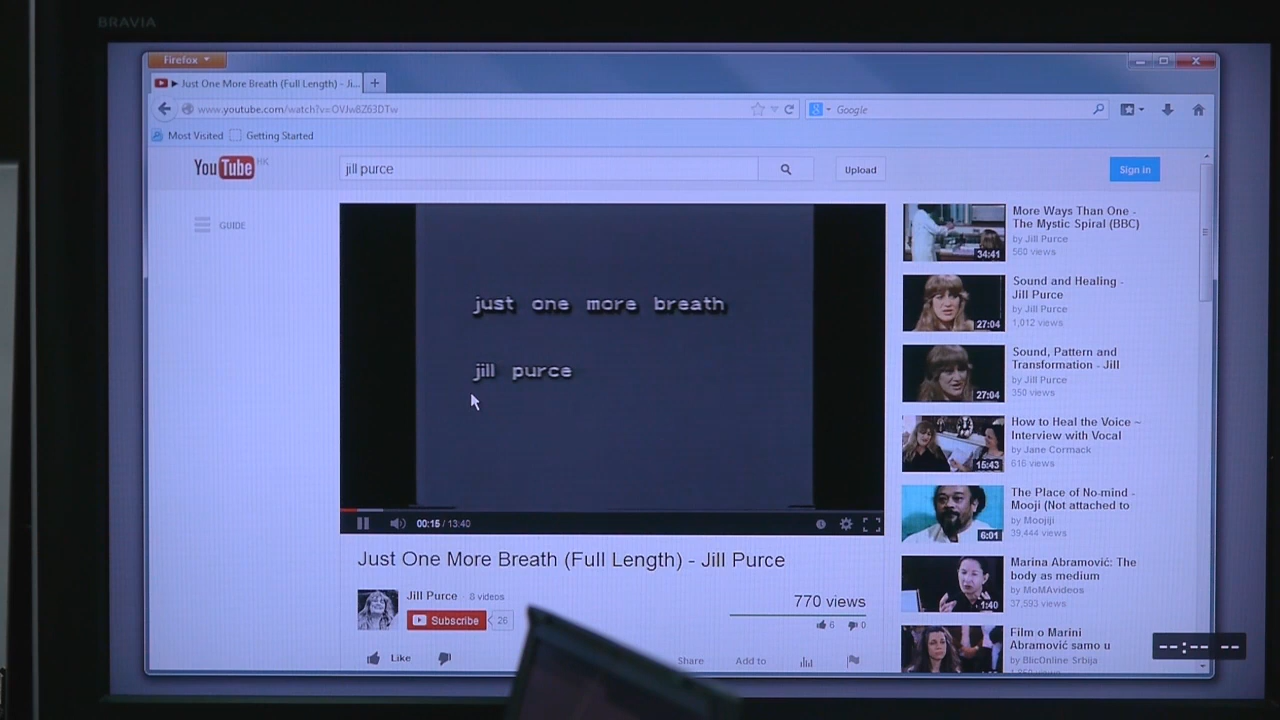 BRAVIA
Firefox
Just One More Breath (Full Length) - Ji...
www.youtube.com/watch?v=OVJw8Z63DTw
Google
Most Visited
Getting Started
YouTube HK
jill purce
Upload
Sign in
GUIDE
just one more breath
jill purce
00:15 / 13:40
Just One More Breath (Full Length) - Jill Purce
Jill Purce · 8 videos
Subscribe
26
770 views
6
0
Like
Share
Add to
34:41
More Ways Than One -
The Mystic Spiral (BBC)
by Jill Purce
560 views
27:04
Sound and Healing -
Jill Purce
by Jill Purce
1,012 views
27:04
Sound, Pattern and
Transformation - Jill
by Jill Purce
350 views
15:43
How to Heal the Voice ~
Interview with Vocal
by Jane Cormack
616 views
6:01
The Place of No-mind -
Mooji (Not attached to
by Moojiji
39,444 views
1:40
Marina Abramović: The
body as medium
by MoMAvideos
37,593 views
Film o Marini
Abramović samo u
by BlicOnline Srbija
--:-- --